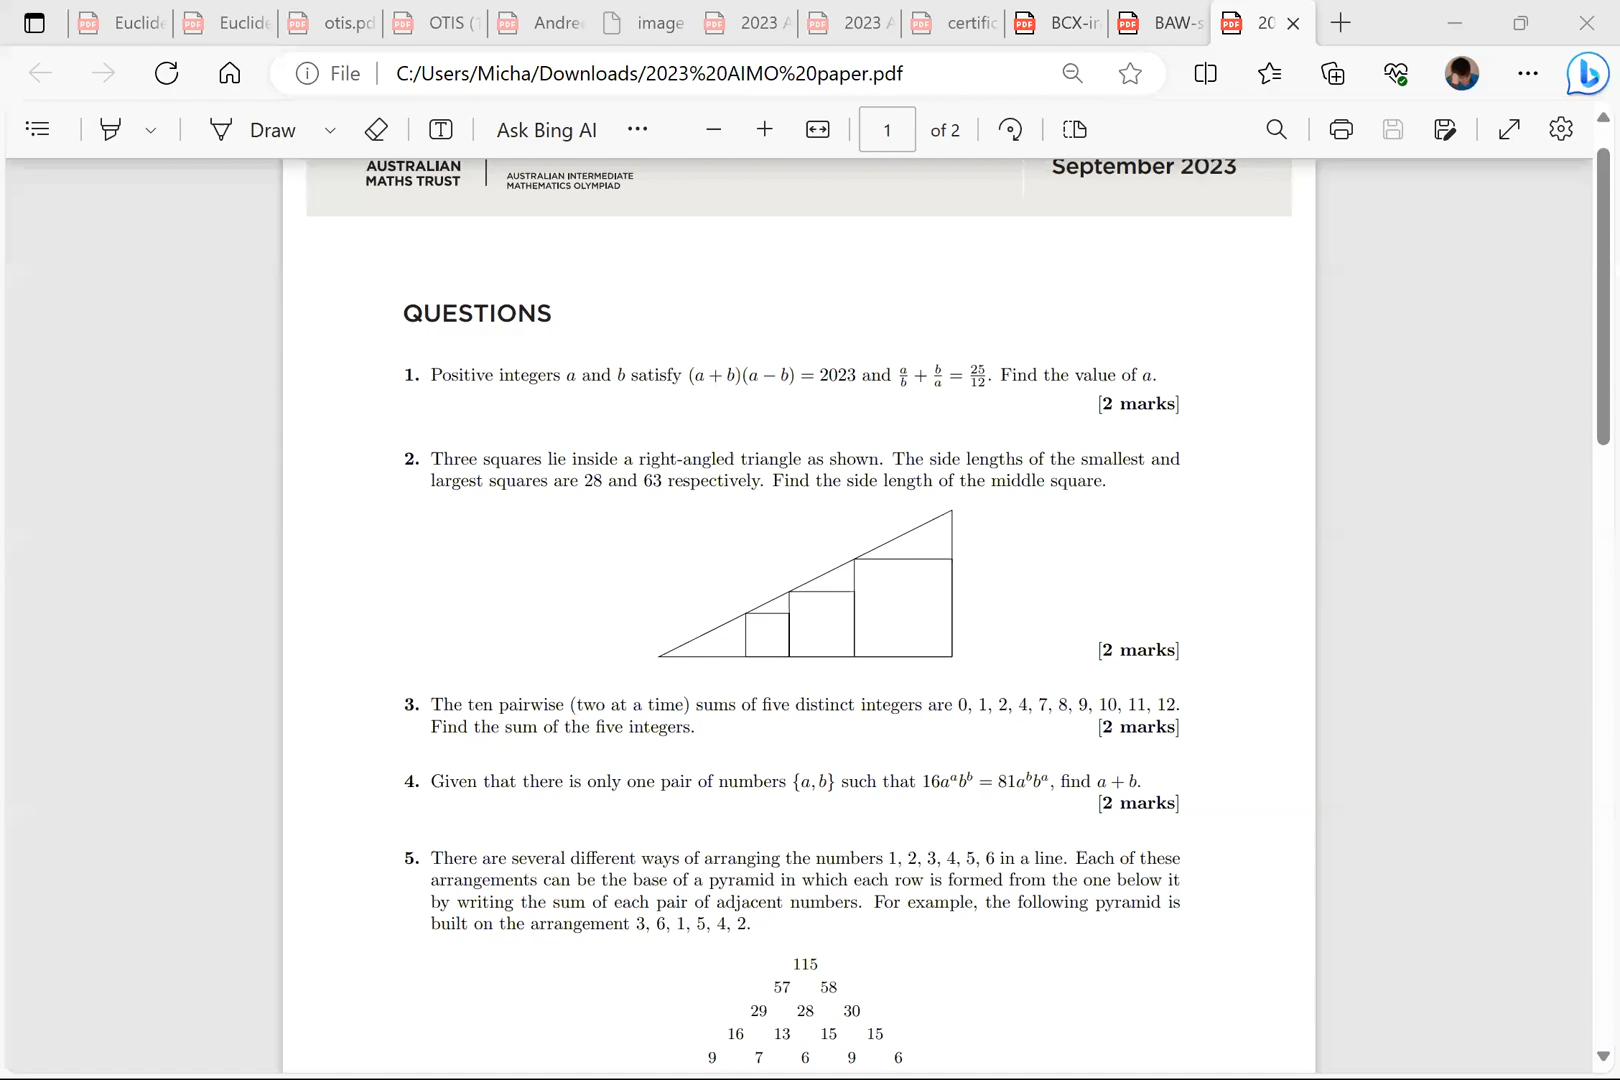 Euclide Euclide otis.pd OTIS (1 Andree image 2023 A 2023 A certific BCX-in BAW-s 20
File C:/Users/Micha/Downloads/2023%20AIMO%20paper.pdf
Draw Ask Bing AI 1 of 2
AUSTRALIAN
MATHS TRUST
AUSTRALIAN INTERMEDIATE
MATHEMATICS OLYMPIAD
September 2023
QUESTIONS
1. Positive integers a and b satisfy (a + b)(a − b) = 2023 and a/b + b/a = 25/12. Find the value of a.
[2 marks]
2. Three squares lie inside a right-angled triangle as shown. The side lengths of the smallest and
largest squares are 28 and 63 respectively. Find the side length of the middle square.
[2 marks]
3. The ten pairwise (two at a time) sums of five distinct integers are 0, 1, 2, 4, 7, 8, 9, 10, 11, 12.
Find the sum of the five integers. [2 marks]
4. Given that there is only one pair of numbers {a, b} such that 16aᵃbᵇ = 81aᵇbᵃ, find a + b.
[2 marks]
5. There are several different ways of arranging the numbers 1, 2, 3, 4, 5, 6 in a line. Each of these
arrangements can be the base of a pyramid in which each row is formed from the one below it
by writing the sum of each pair of adjacent numbers. For example, the following pyramid is
built on the arrangement 3, 6, 1, 5, 4, 2.
115
57 58
29 28 30
16 13 15 15
9 7 6 9 6